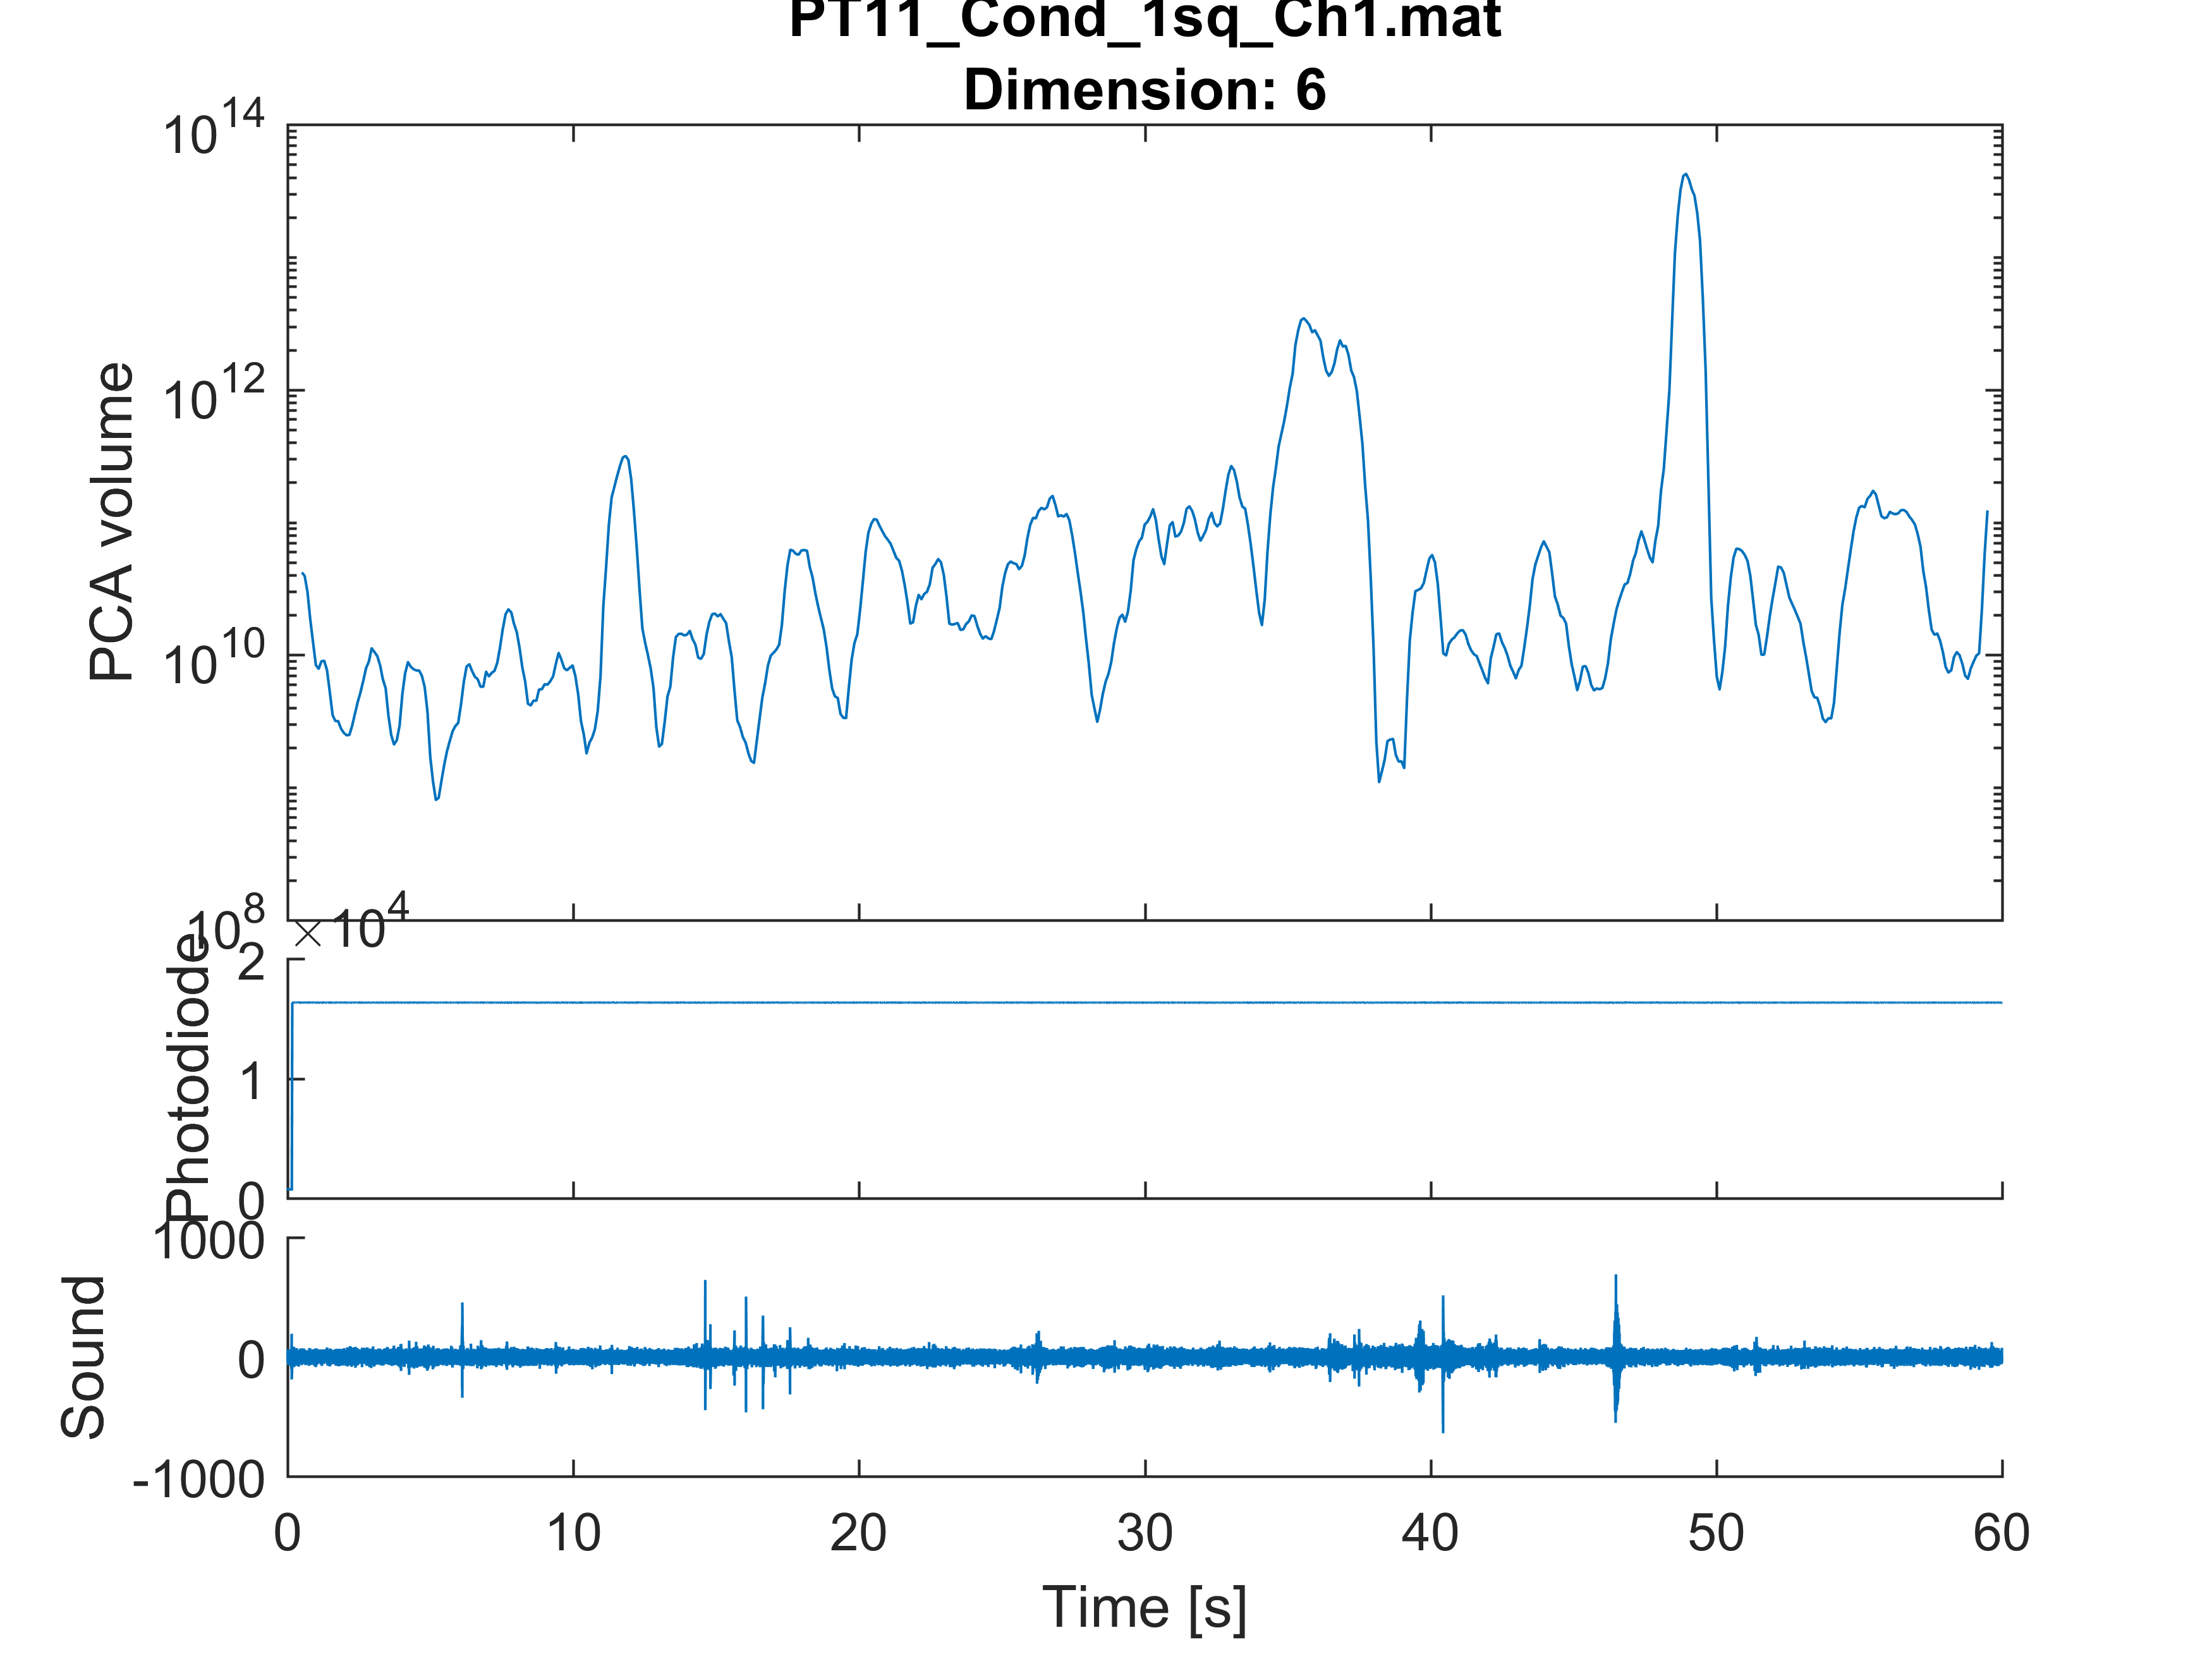 PT11_Cond_1sq_Ch1.mat
Dimension: 6
10^14
10^12
10^10
10^8
PCA volume
× 10^4
2
1
0
Photodiode
1000
0
-1000
Sound
0 10 20 30 40 50 60
Time [s]